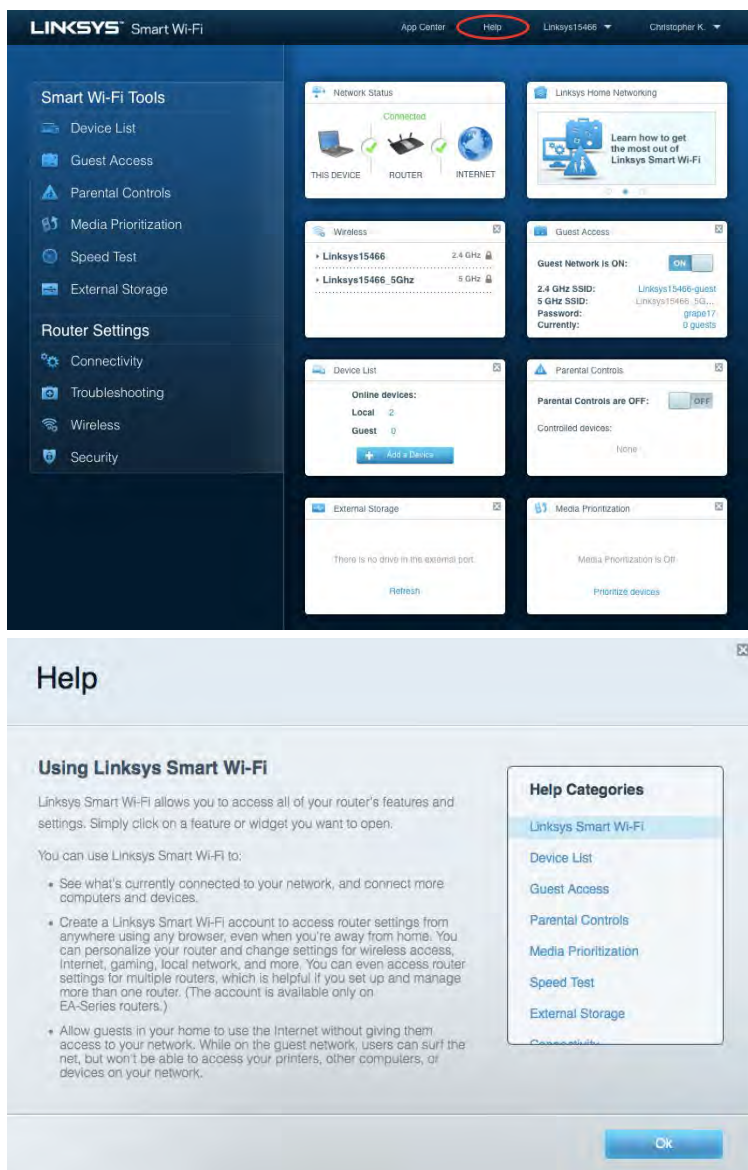 LINKSYS™ Smart Wi-Fi
App Center
Help
Linksys15466
Christopher K.
Smart Wi-Fi Tools
Device List
Guest Access
Parental Controls
Media Prioritization
Speed Test
External Storage
Router Settings
Connectivity
Troubleshooting
Wireless
Security
Network Status
Connected
THIS DEVICE
ROUTER
INTERNET
Linksys Home Networking
Learn how to get
the most out of
Linksys Smart Wi-Fi
Wireless
Linksys15466 2.4 GHz
Linksys15466_5Ghz 5 GHz
Guest Access
Guest Network is ON: ON
2.4 GHz SSID: Linksys15466-guest
5 GHz SSID: Linksys15466_5G...
Password: grape17
Currently: 0 guests
Device List
Online devices:
Local 2
Guest 0
Add a Device
Parental Controls
Parental Controls are OFF: OFF
Controlled devices:
None
External Storage
There is no drive in the external port.
Refresh
Media Prioritization
Media Prioritization is Off
Prioritize devices
Help
Using Linksys Smart Wi-Fi
Linksys Smart Wi-Fi allows you to access all of your router's features and
settings. Simply click on a feature or widget you want to open.
You can use Linksys Smart Wi-Fi to:
• See what's currently connected to your network, and connect more
computers and devices.
• Create a Linksys Smart Wi-Fi account to access router settings from
anywhere using any browser, even when you're away from home. You
can personalize your router and change settings for wireless access,
Internet, gaming, local network, and more. You can even access router
settings for multiple routers, which is helpful if you set up and manage
more than one router. (The account is available only on
EA-Series routers.)
• Allow guests in your home to use the Internet without giving them
access to your network. While on the guest network, users can surf the
net, but won't be able to access your printers, other computers, or
devices on your network.
Help Categories
Linksys Smart Wi-Fi
Device List
Guest Access
Parental Controls
Media Prioritization
Speed Test
External Storage
Connectivity
Ok